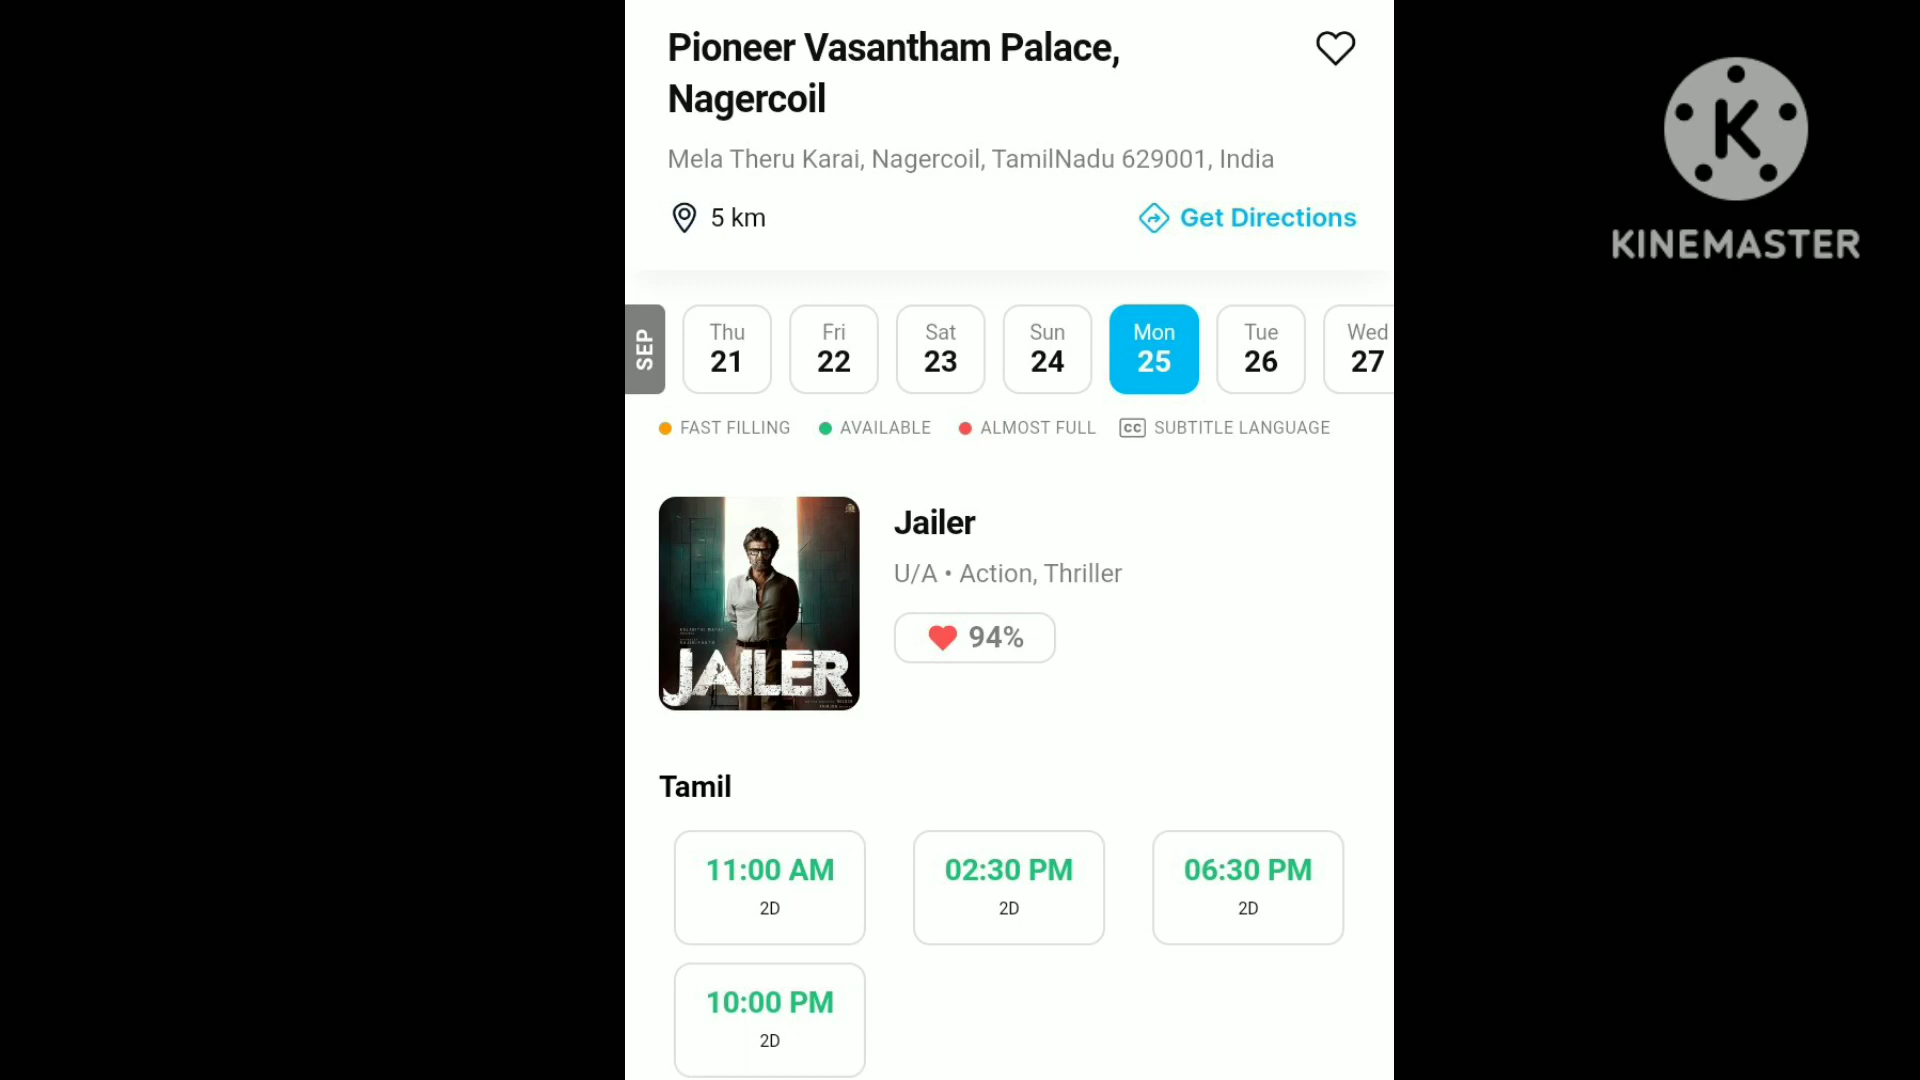 Pioneer Vasantham Palace,
Nagercoil
Mela Theru Karai, Nagercoil, TamilNadu 629001, India
5 km
Get Directions
K
KINEMASTER
SEP
Thu Fri Sat Sun Mon Tue Wed
21 22 23 24 25 26 27
FAST FILLING AVAILABLE ALMOST FULL CC SUBTITLE LANGUAGE
JAILER
Jailer
U/A • Action, Thriller
94%
Tamil
11:00 AM 02:30 PM 06:30 PM
2D 2D 2D
10:00 PM
2D